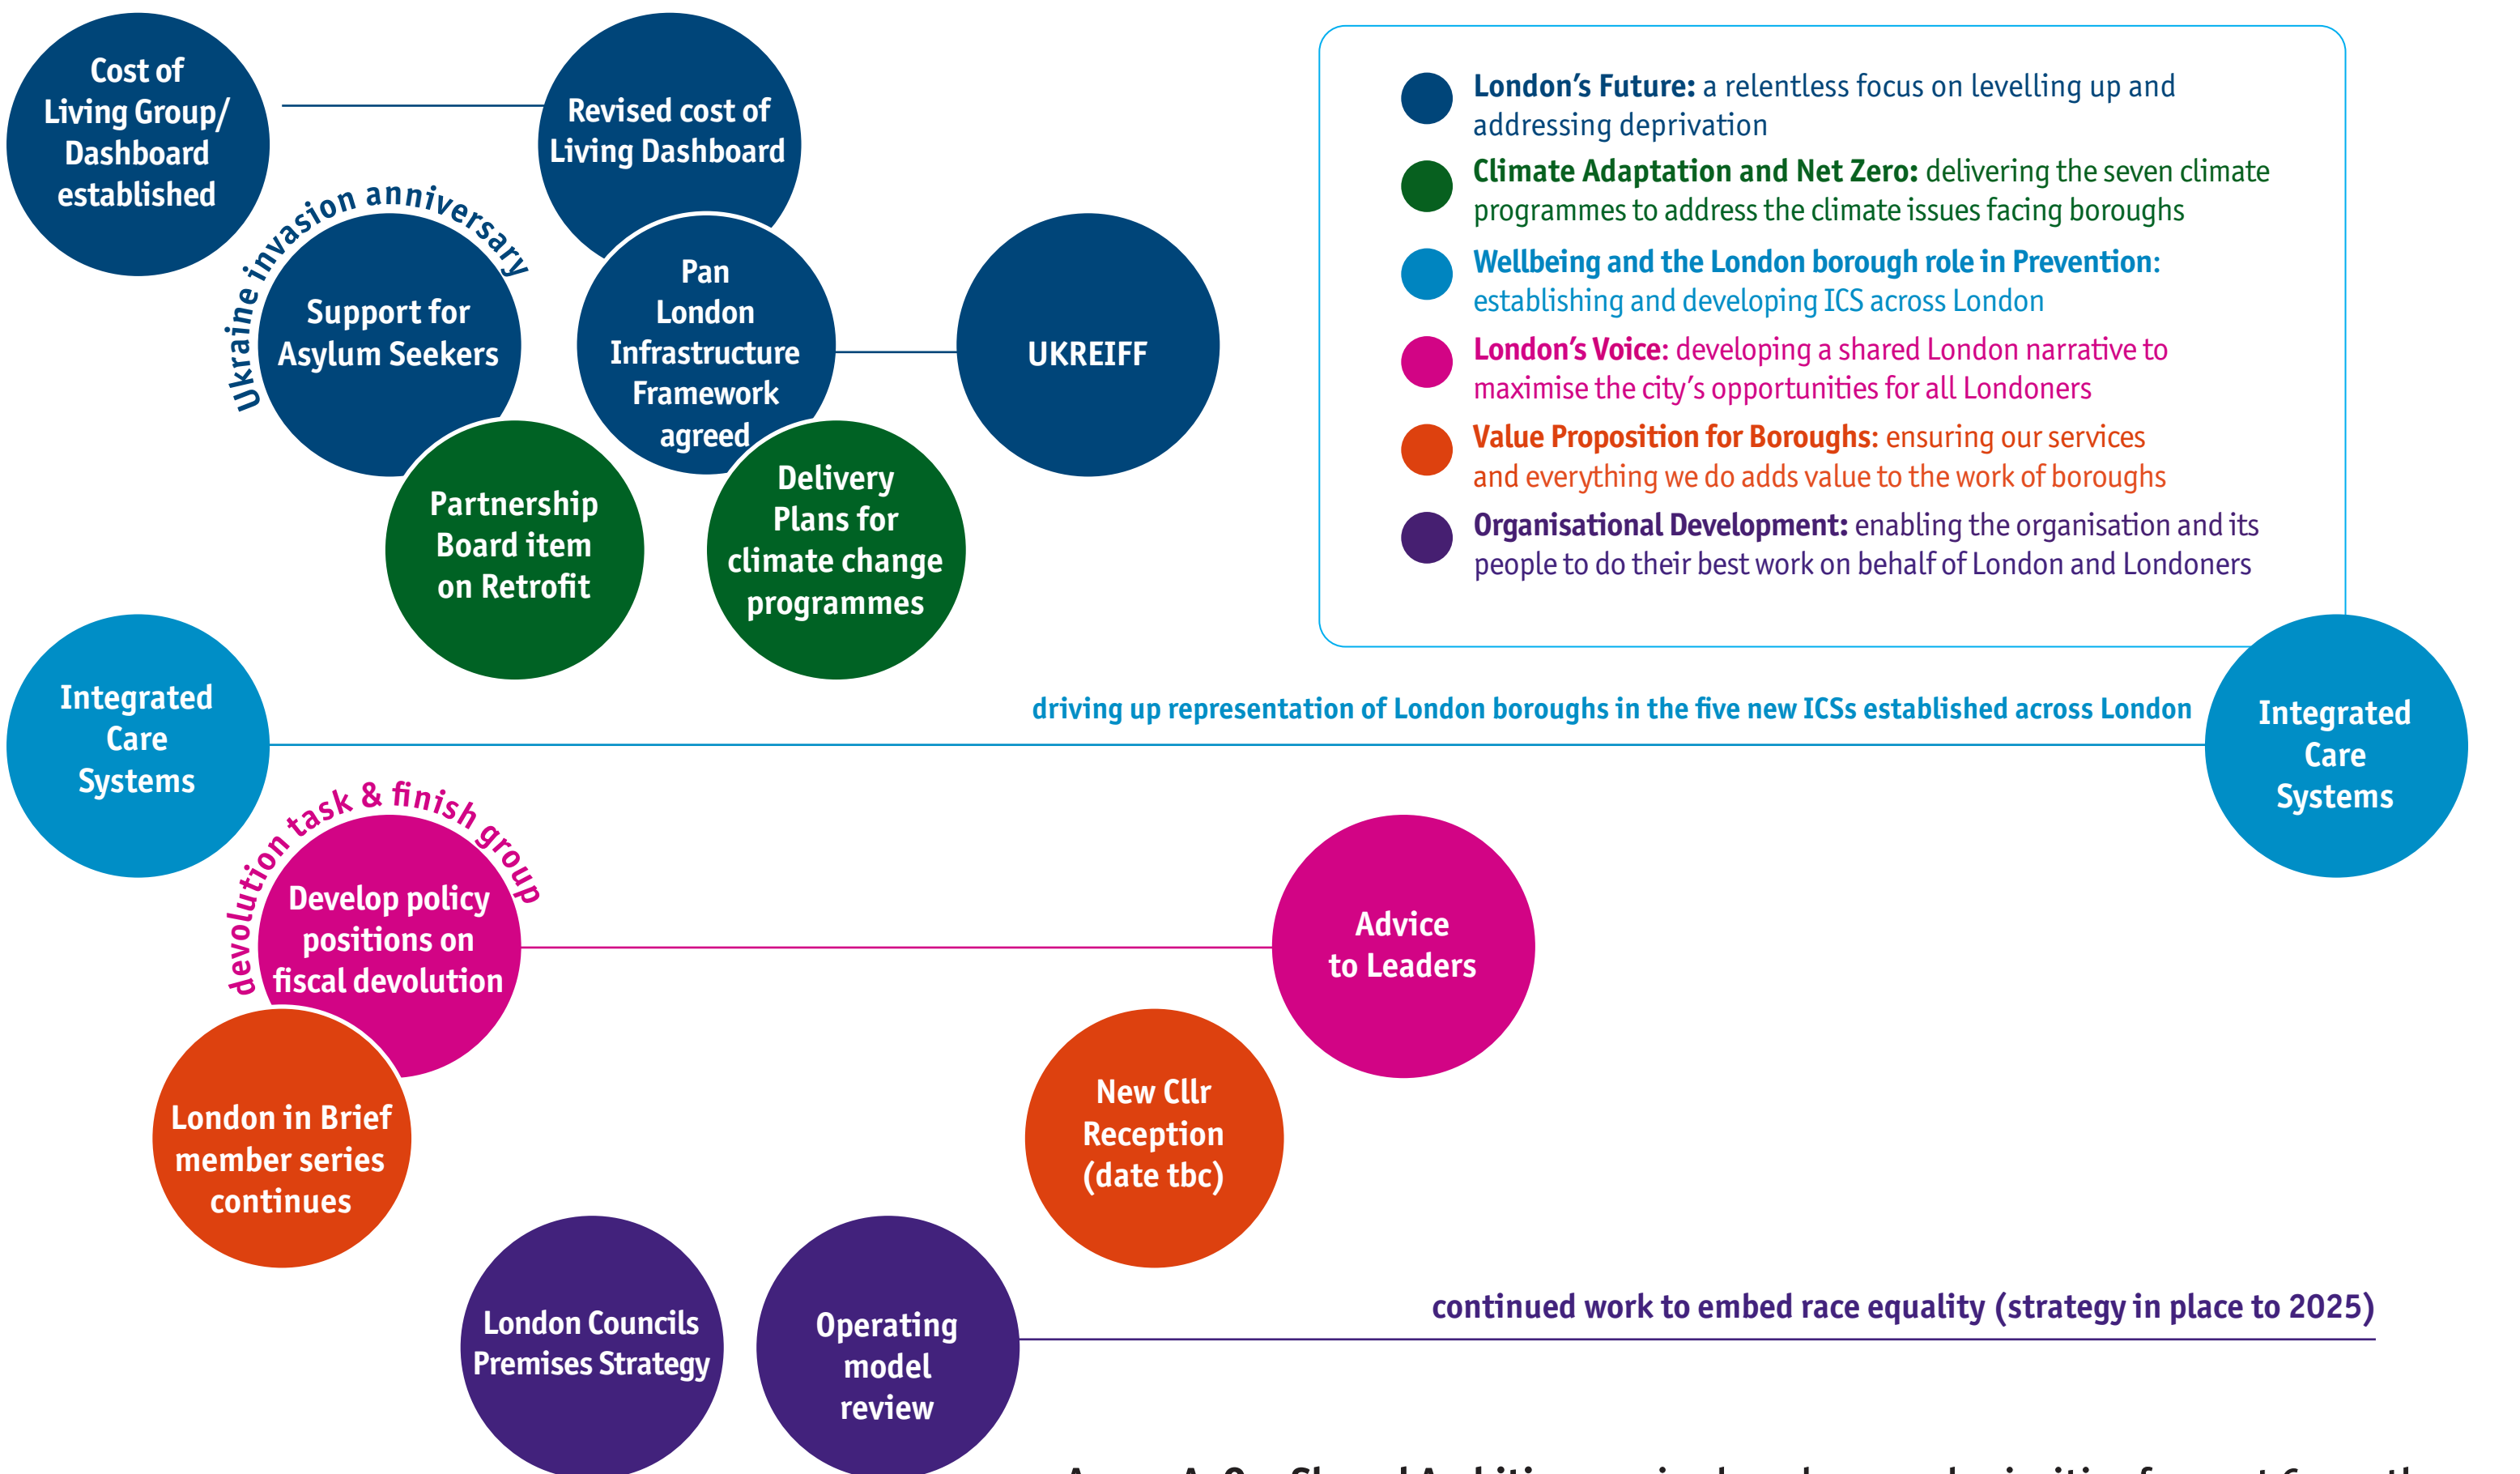 Cost of
Living Group/
Dashboard
established
Revised cost of
Living Dashboard
Ukraine invasion anniversary
Support for
Asylum Seekers
Pan
London
Infrastructure
Framework
agreed
UKREIFF
Partnership
Board item
on Retrofit
Delivery
Plans for
climate change
programmes
London’s Future: a relentless focus on levelling up and
addressing deprivation
Climate Adaptation and Net Zero: delivering the seven climate
programmes to address the climate issues facing boroughs
Wellbeing and the London borough role in Prevention:
establishing and developing ICS across London
London’s Voice: developing a shared London narrative to
maximise the city’s opportunities for all Londoners
Value Proposition for Boroughs: ensuring our services
and everything we do adds value to the work of boroughs
Organisational Development: enabling the organisation and its
people to do their best work on behalf of London and Londoners
Integrated
Care
Systems
driving up representation of London boroughs in the five new ICSs established across London
Integrated
Care
Systems
devolution task & finish group
Develop policy
positions on
fiscal devolution
Advice
to Leaders
London in Brief
member series
continues
New Cllr
Reception
(date tbc)
London Councils
Premises Strategy
Operating
model
review
continued work to embed race equality (strategy in place to 2025)